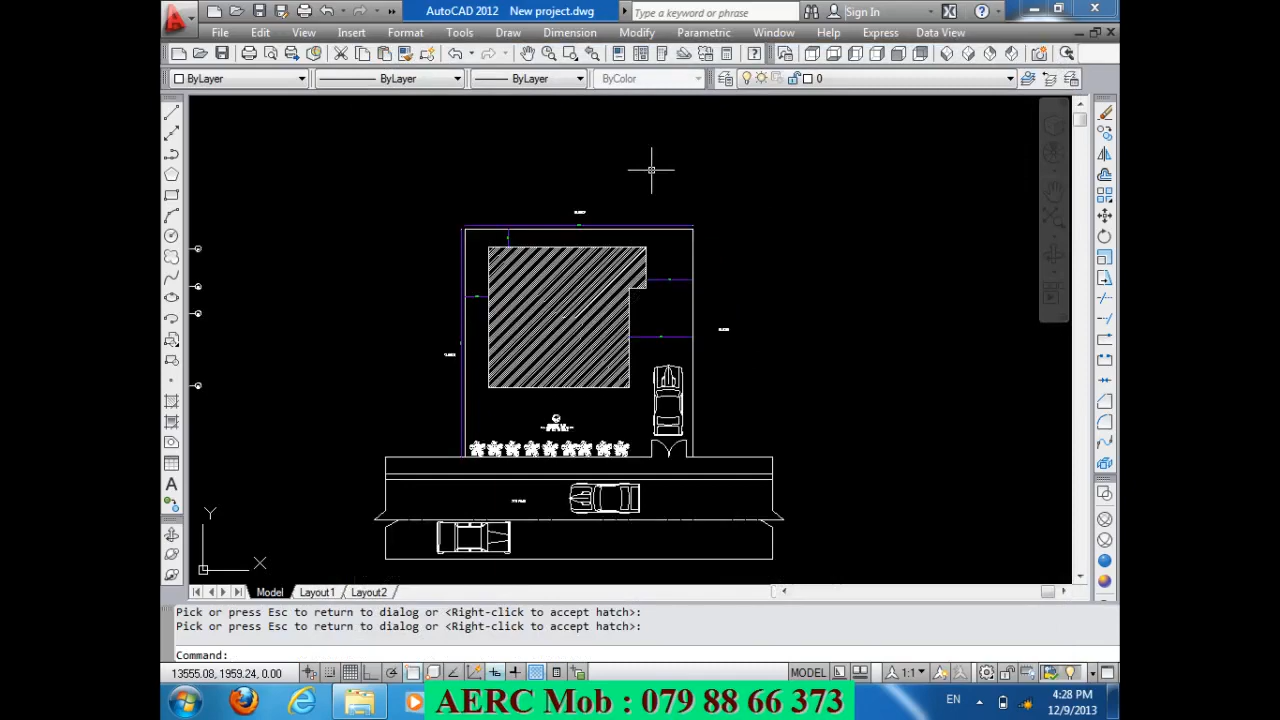 AutoCAD 2012 New project.dwg
Type a keyword or phrase
Sign In
File Edit View Insert Format Tools Draw Dimension Modify Parametric Window Help Express Data View
ByLayer ByLayer ByLayer ByColor 0
A
Y
X
Model Layout1 Layout2
Pick or press Esc to return to dialog or <Right-click to accept hatch>:
Pick or press Esc to return to dialog or <Right-click to accept hatch>:
Command:
13555.08, 1959.24, 0.00 MODEL 1:1
AERC Mob : 079 88 66 373
EN
4:28 PM
12/9/2013